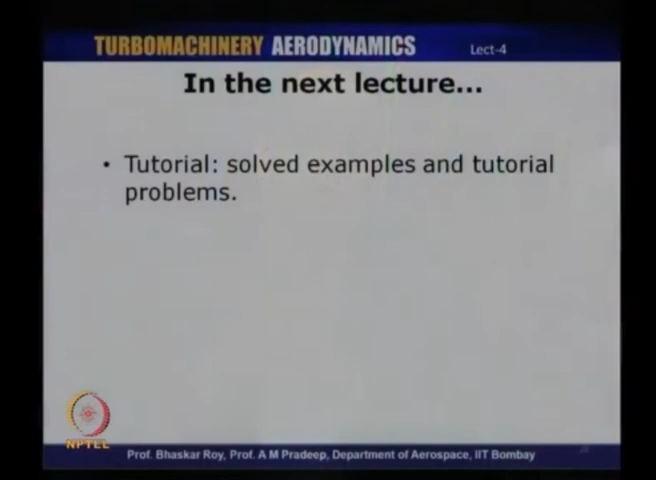 TURBOMACHINERY AERODYNAMICS Lect-4
In the next lecture...
• Tutorial: solved examples and tutorial
problems.
NPTEL
Prof. Bhaskar Roy, Prof. A M Pradeep, Department of Aerospace, IIT Bombay